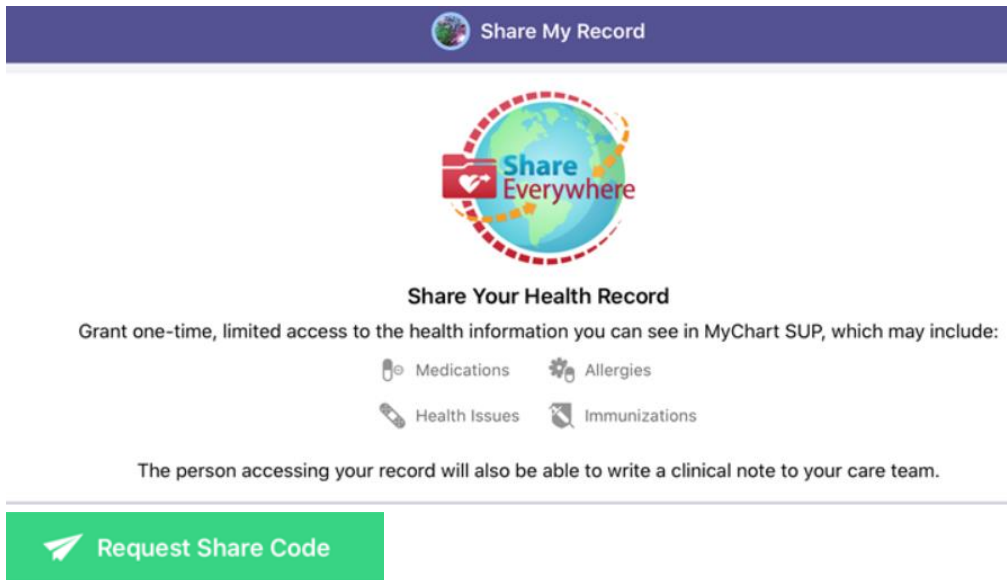 Share My Record
Share
Everywhere
Share Your Health Record
Grant one-time, limited access to the health information you can see in MyChart SUP, which may include:
Medications Allergies
Health Issues Immunizations
The person accessing your record will also be able to write a clinical note to your care team.
Request Share Code